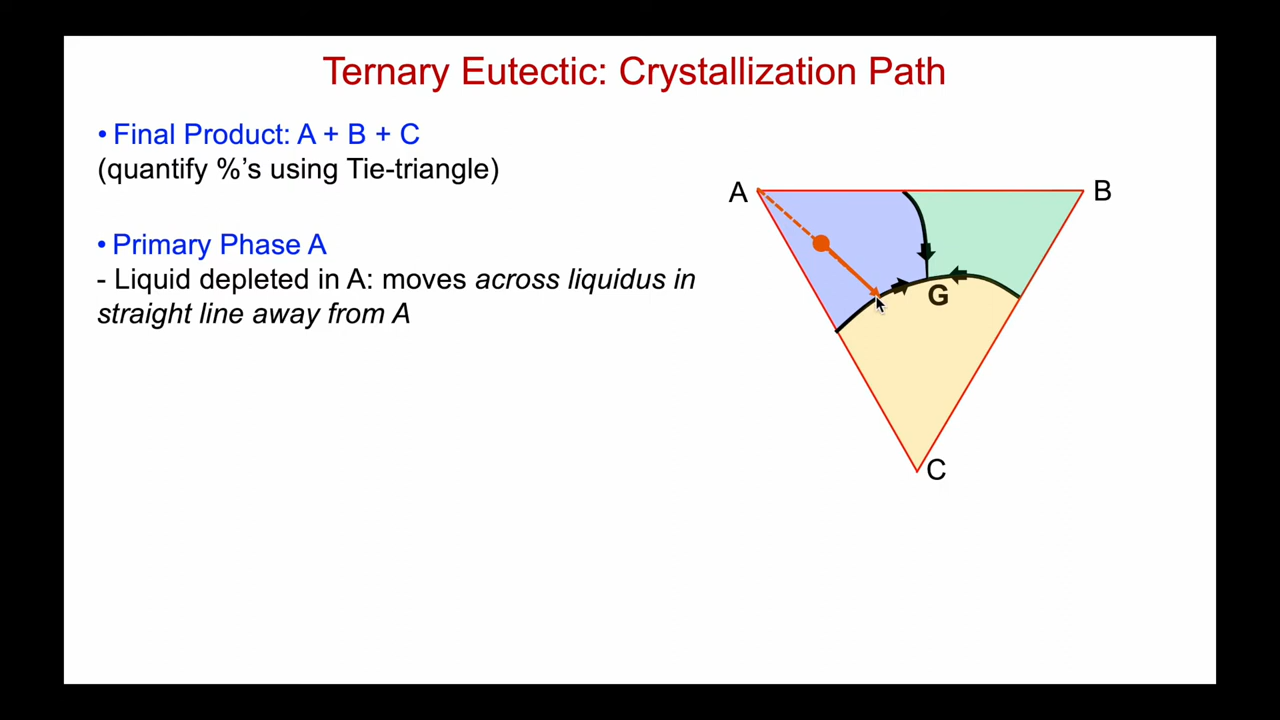 Ternary Eutectic: Crystallization Path
• Final Product: A + B + C
(quantify %’s using Tie-triangle)
• Primary Phase A
- Liquid depleted in A: moves across liquidus in
straight line away from A
A
B
G
C